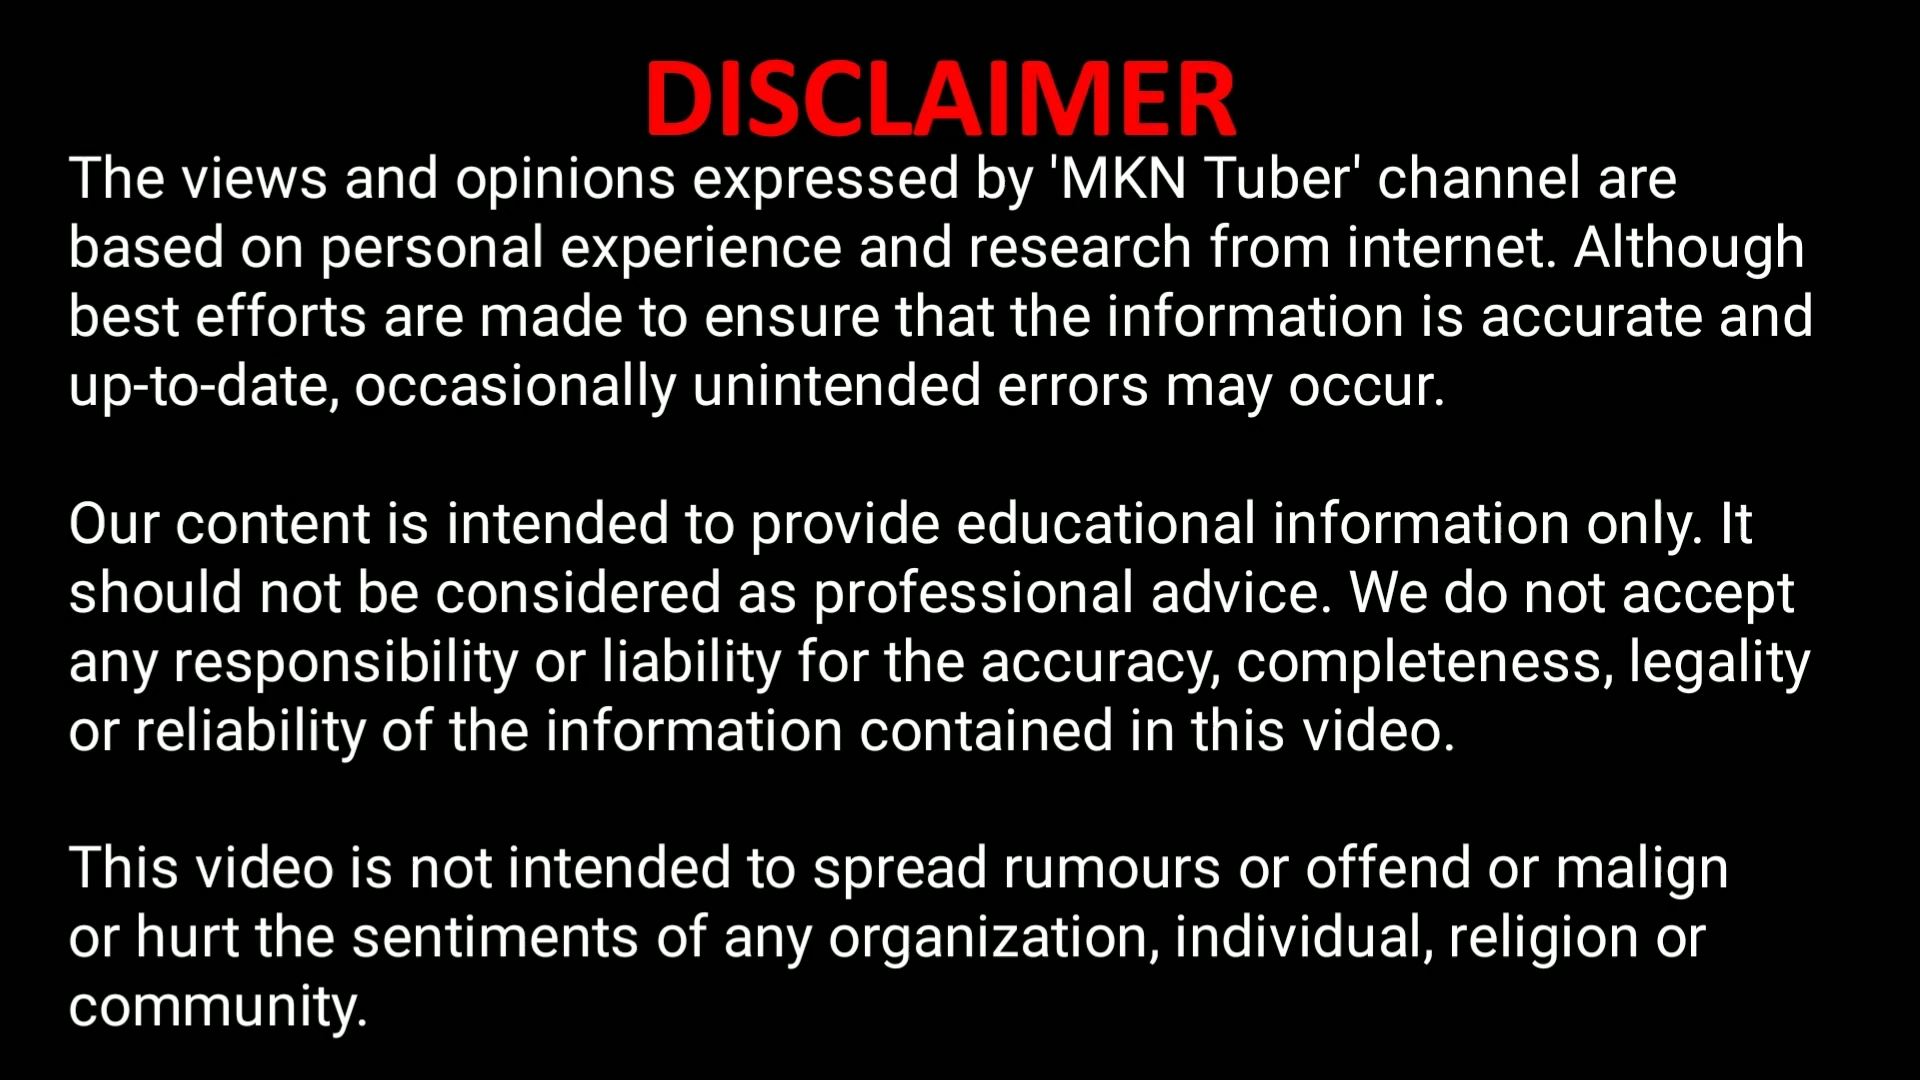 DISCLAIMER
The views and opinions expressed by 'MKN Tuber' channel are
based on personal experience and research from internet. Although
best efforts are made to ensure that the information is accurate and
up-to-date, occasionally unintended errors may occur.
Our content is intended to provide educational information only. It
should not be considered as professional advice. We do not accept
any responsibility or liability for the accuracy, completeness, legality
or reliability of the information contained in this video.
This video is not intended to spread rumours or offend or malign
or hurt the sentiments of any organization, individual, religion or
community.